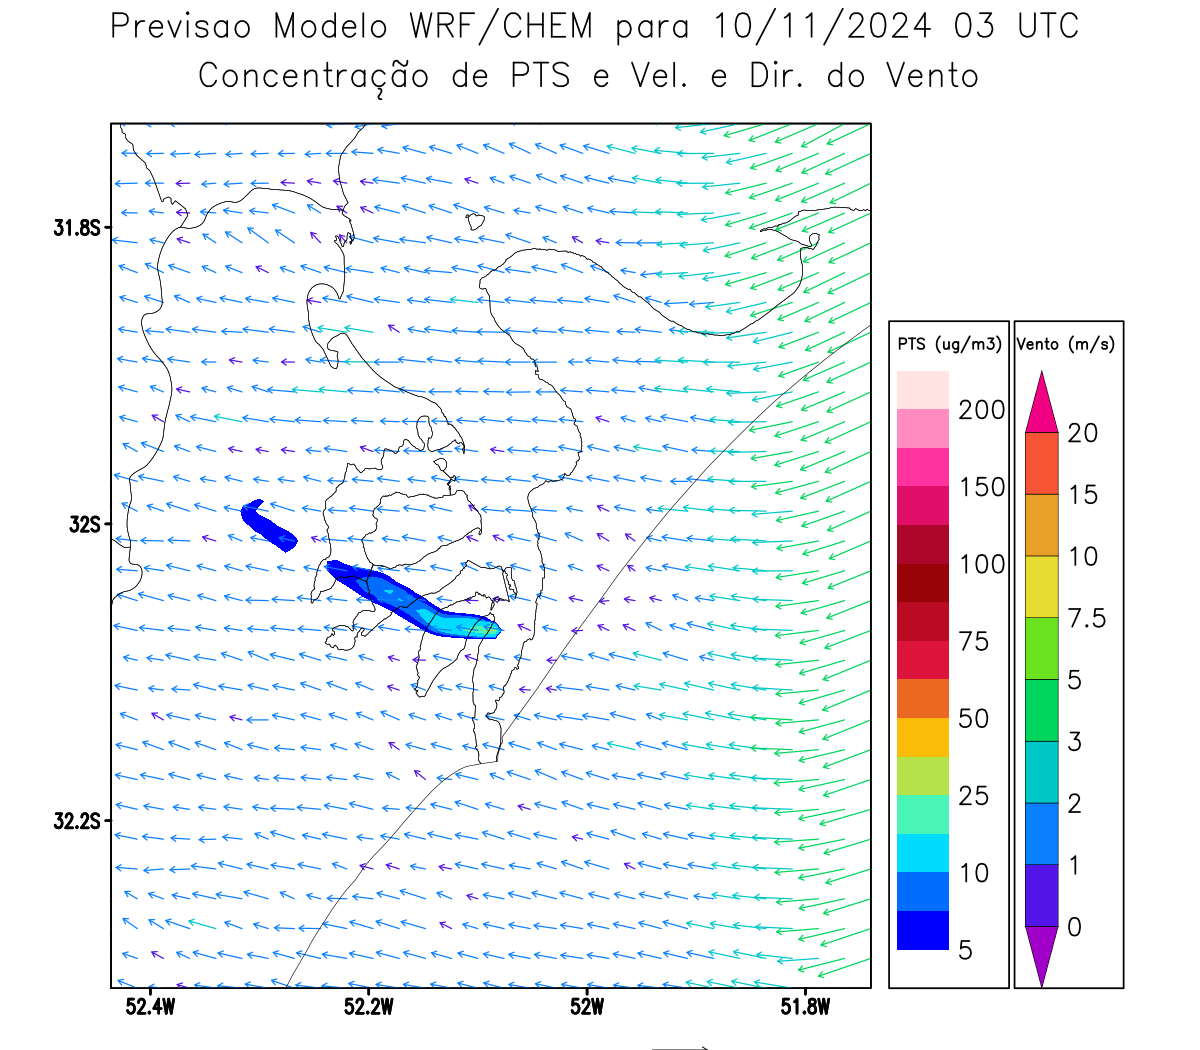 Previsao Modelo WRF/CHEM para 10/11/2024 03 UTC
Concentração de PTS e Vel. e Dir. do Vento
31.8S
32S
32.2S
52.4W 52.2W 52W 51.8W
PTS (ug/m3)
200
150
100
75
50
25
10
5
Vento (m/s)
20
15
10
7.5
5
3
2
1
0